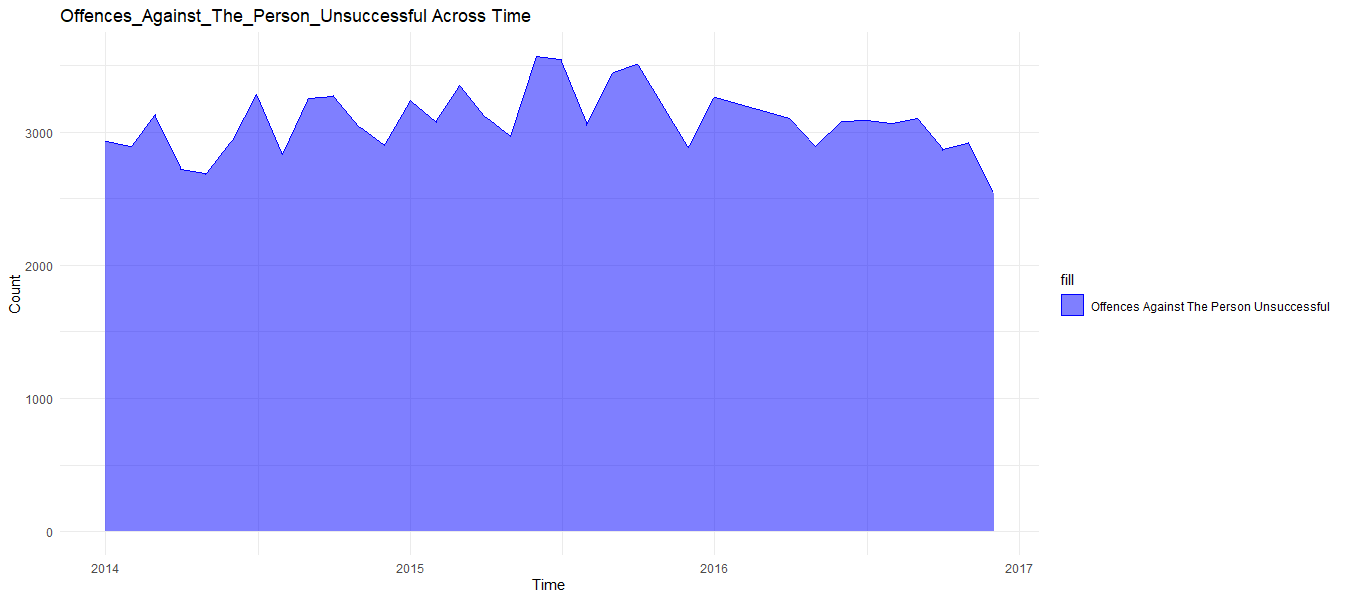 Offences_Against_The_Person_Unsuccessful Across Time
Count
3000
2000
1000
0
2014
2015
2016
2017
Time
fill
Offences Against The Person Unsuccessful